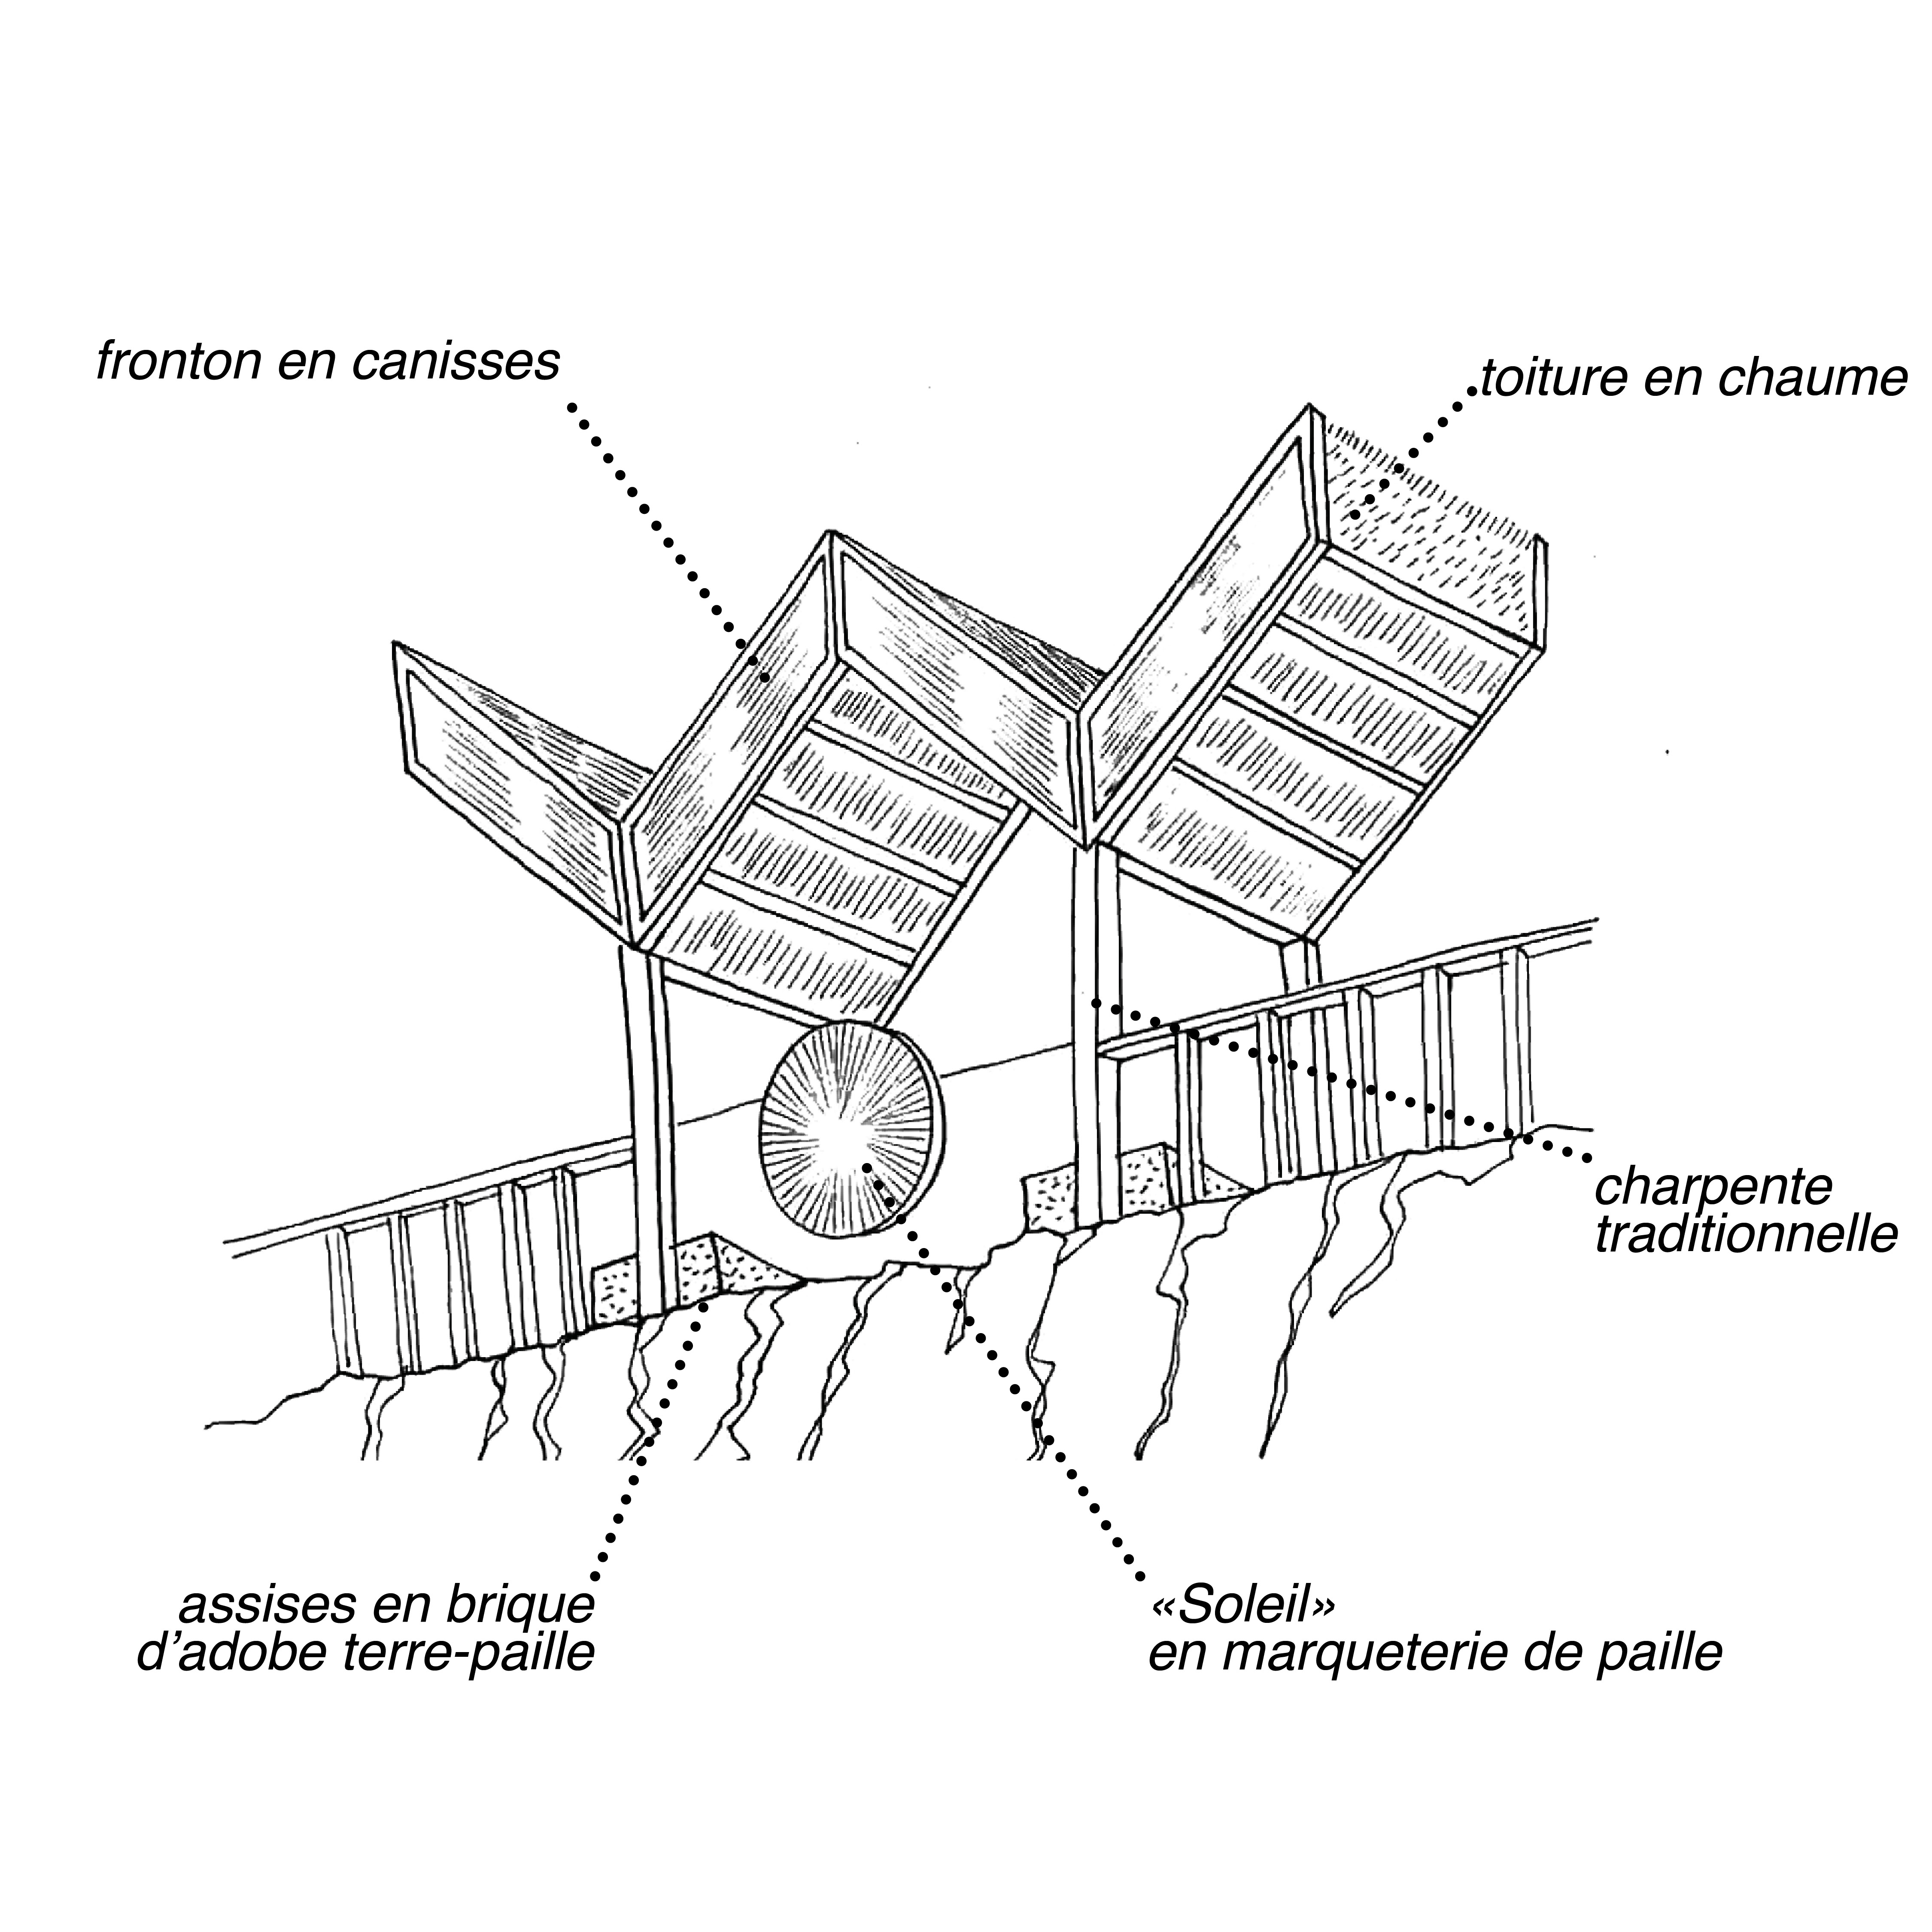 fronton en canisses
toiture en chaume
charpente
traditionnelle
assises en brique
d’adobe terre-paille
«Soleil»
en marqueterie de paille